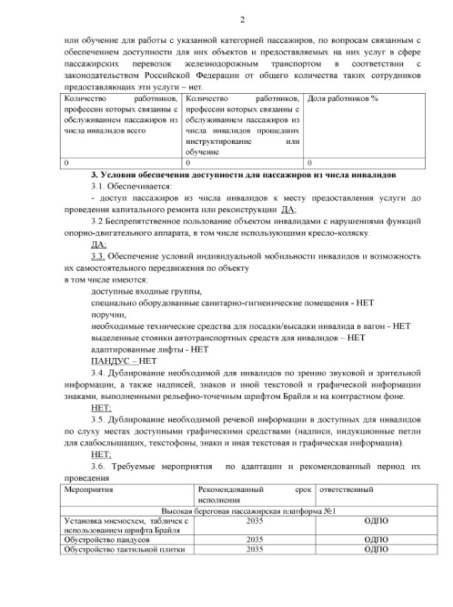 2
или обучение для работы с указанной категорией пассажиров, по вопросам связанным с
обеспечением доступности для них объектов и предоставляемых на них услуг в сфере
пассажирских перевозок железнодорожным транспортом в соответствии с
законодательством Российской Федерации от общего количества таких сотрудников
предоставляющих эти услуги – нет.
Количество работников,
профессии которых связаны с
обслуживанием пассажиров из
числа инвалидов всего
Количество работников,
профессии которых связаны с
обслуживанием пассажиров из
числа инвалидов прошедших
инструктирование или
обучение
Доля работников %
0 0 0
3. Условия обеспечения доступности для пассажиров из числа инвалидов
3.1. Обеспечивается:
- доступ пассажиров из числа инвалидов к месту предоставления услуги до
проведения капитального ремонта или реконструкции ДА;
3.2 Беспрепятственное пользование объектом инвалидами с нарушениями функций
опорно-двигательного аппарата, в том числе использующими кресло-коляску.
ДА;
3.3. Обеспечение условий индивидуальной мобильности инвалидов и возможность
их самостоятельного передвижения по объекту
в том числе имеются:
доступные входные группы,
специально оборудованные санитарно-гигиенические помещения - НЕТ
поручни,
необходимые технические средства для посадки/высадки инвалида в вагон - НЕТ
выделенные стоянки автотранспортных средств для инвалидов – НЕТ
адаптированные лифты - НЕТ
ПАНДУС – НЕТ
3.4. Дублирование необходимой для инвалидов по зрению звуковой и зрительной
информации, а также надписей, знаков и иной текстовой и графической информации
знаками, выполненными рельефно-точечным шрифтом Брайля и на контрастном фоне.
НЕТ;
3.5. Дублирование необходимой речевой информации в доступных для инвалидов
по слуху местах доступными графическими средствами (надписи, индукционные петли
для слабослышащих, текстофоны, знаки и иная текстовая и графическая информация).
НЕТ;
3.6. Требуемые мероприятия по адаптации и рекомендованный период их
проведения
Мероприятия Рекомендованный срок исполнения ответственный
Высокая береговая пассажирская платформа №1
Установка мнемосхем, табличек с
использованием шрифта Брайля 2035 ОДПО
Обустройство пандусов 2035 ОДПО
Обустройство тактильной плитки 2035 ОДПО